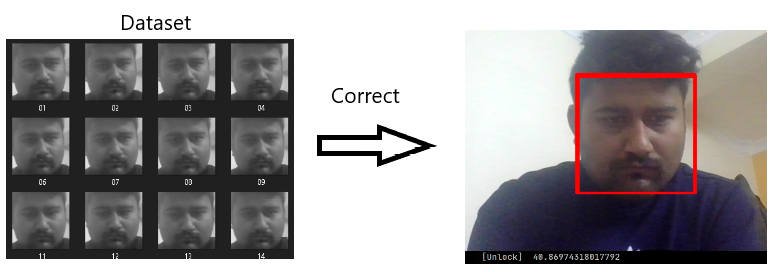 Dataset
01 02 03 04
06 07 08 09
11 12 13 14
Correct
[Unlock] 40.86974318017792